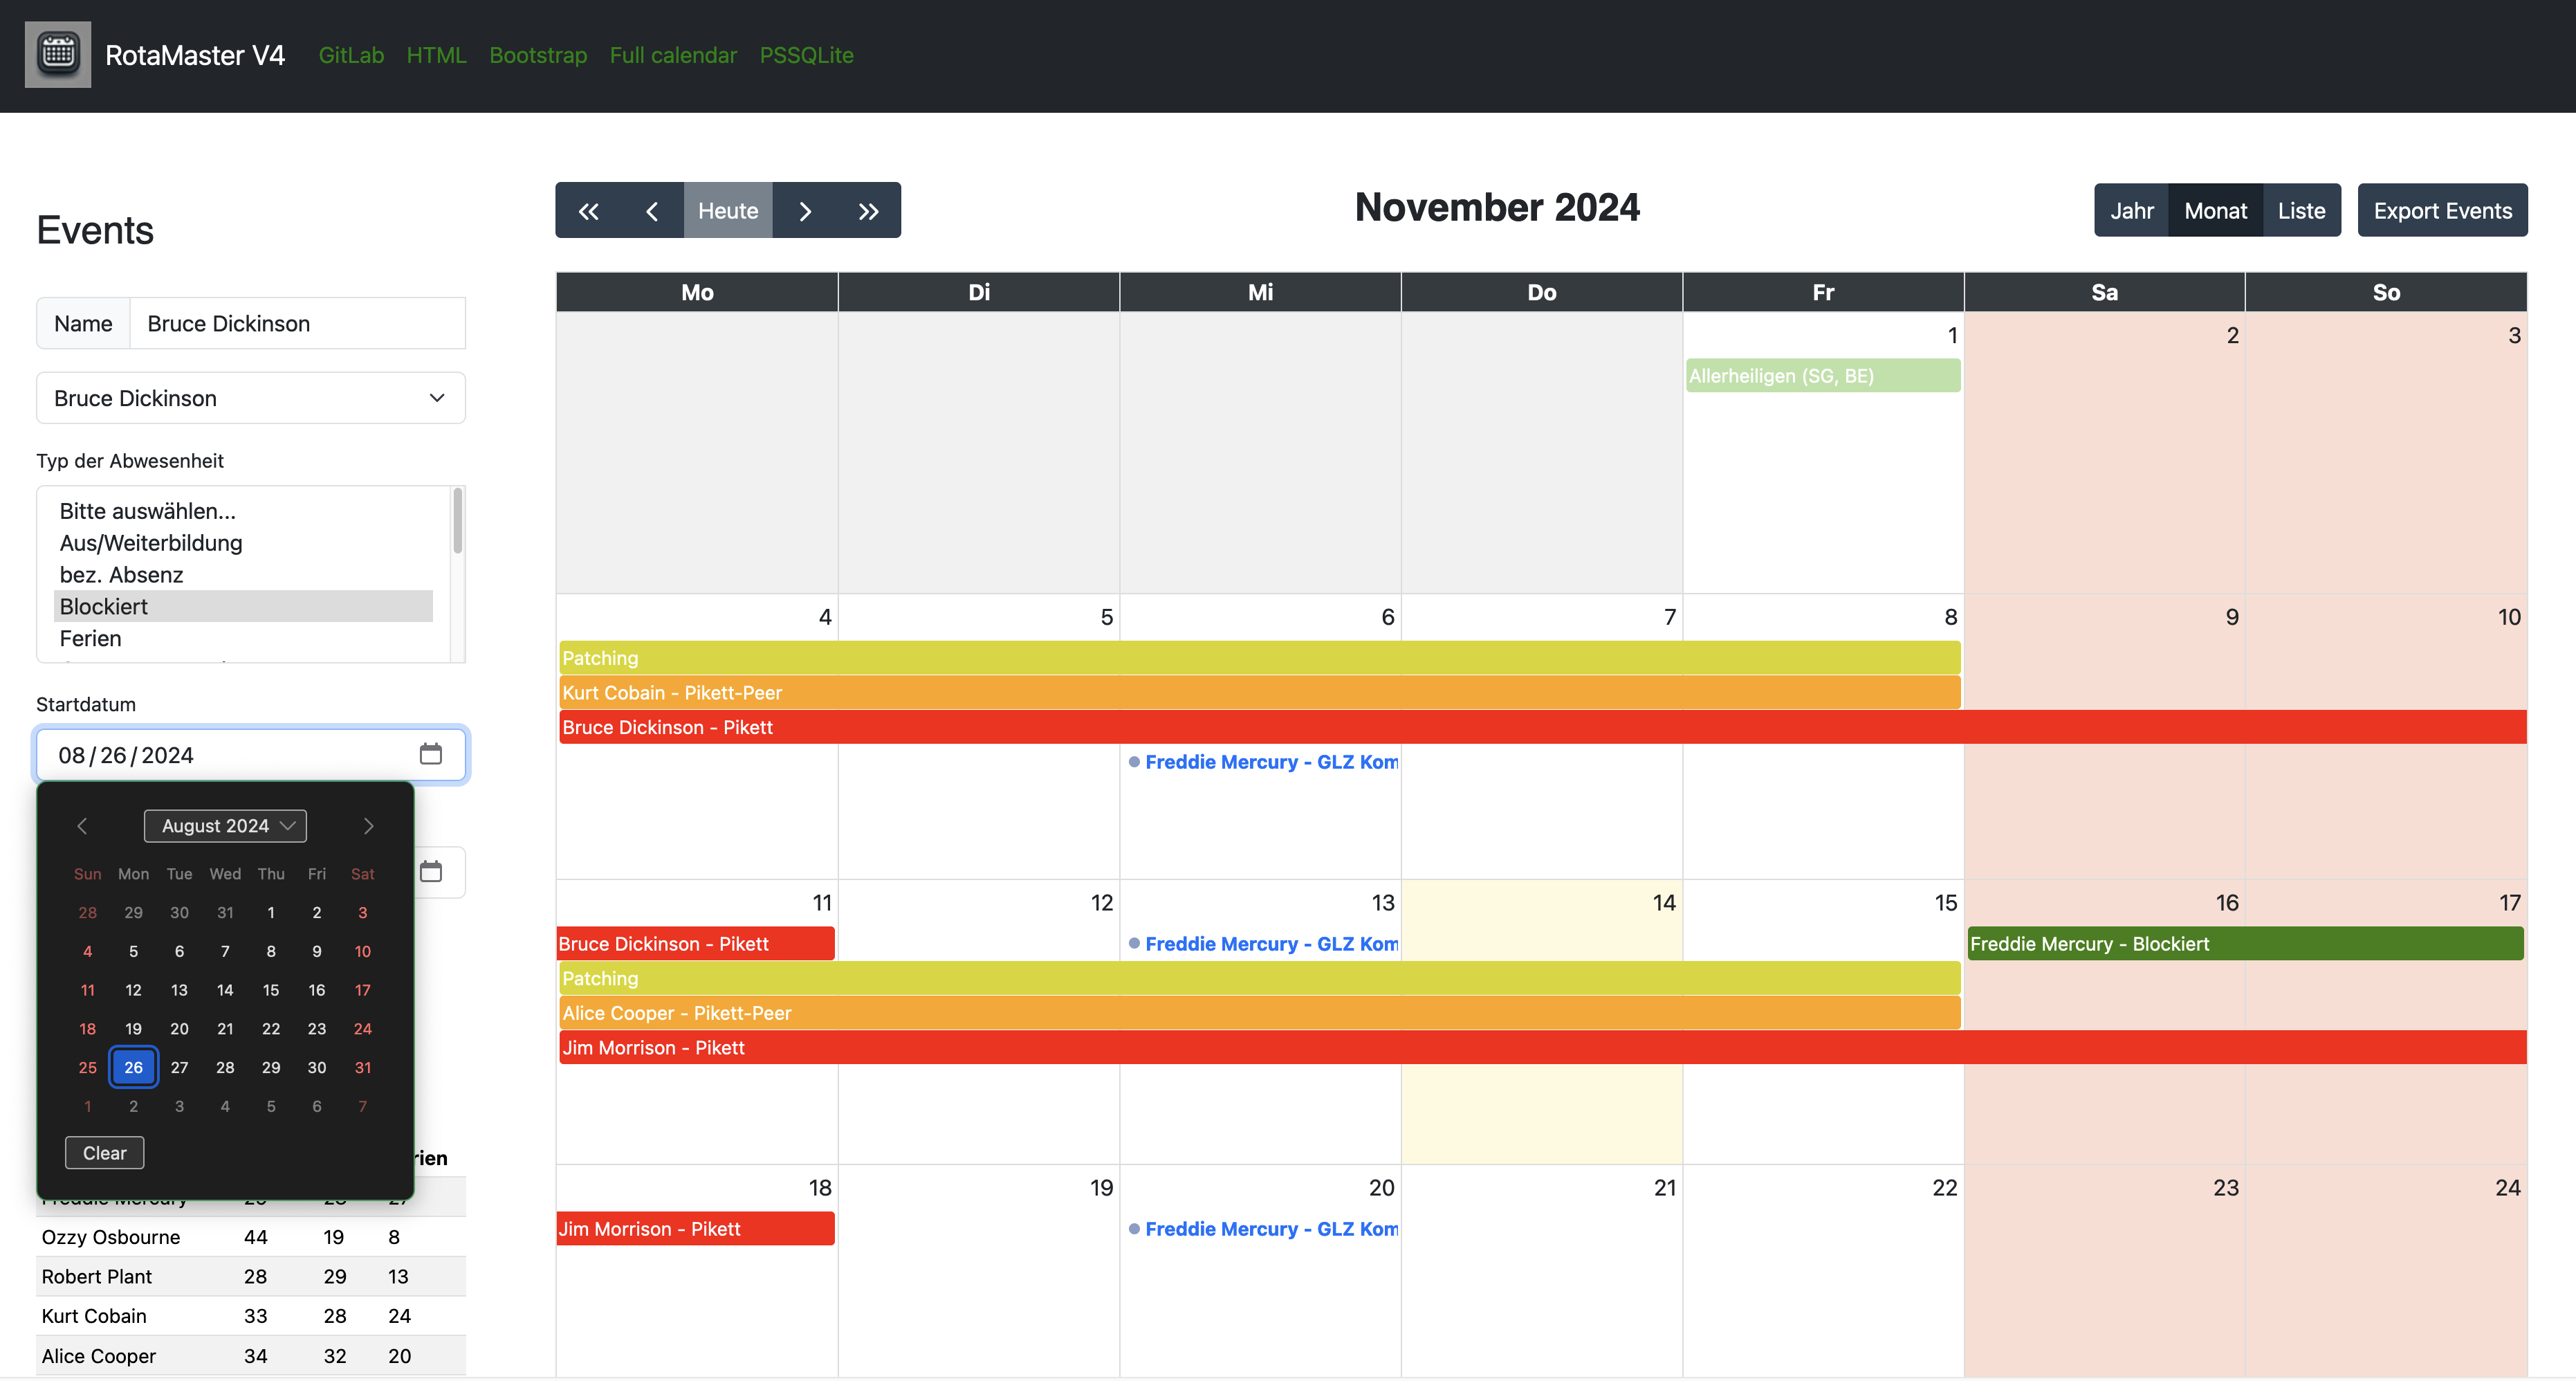 RotaMaster V4 GitLab HTML Bootstrap Full calendar PSSQLite
Events
Name Bruce Dickinson
Bruce Dickinson
Typ der Abwesenheit
Bitte auswählen...
Aus/Weiterbildung
bez. Absenz
Blockiert
Ferien
Startdatum
08/26/2024
August 2024
Sun Mon Tue Wed Thu Fri Sat
28 29 30 31 1 2 3
4 5 6 7 8 9 10
11 12 13 14 15 16 17
18 19 20 21 22 23 24
25 26 27 28 29 30 31
1 2 3 4 5 6 7
Clear
rien
Ozzy Osbourne 44 19 8
Robert Plant 28 29 13
Kurt Cobain 33 28 24
Alice Cooper 34 32 20
Heute
November 2024
Jahr Monat Liste Export Events
Mo Di Mi Do Fr Sa So
1 2 3
Allerheiligen (SG, BE)
4 5 6 7 8 9 10
Patching
Kurt Cobain - Pikett-Peer
Bruce Dickinson - Pikett
Freddie Mercury - GLZ Kom
11 12 13 14 15 16 17
Bruce Dickinson - Pikett Freddie Mercury - GLZ Kom Freddie Mercury - Blockiert
Patching
Alice Cooper - Pikett-Peer
Jim Morrison - Pikett
18 19 20 21 22 23 24
Jim Morrison - Pikett Freddie Mercury - GLZ Kom